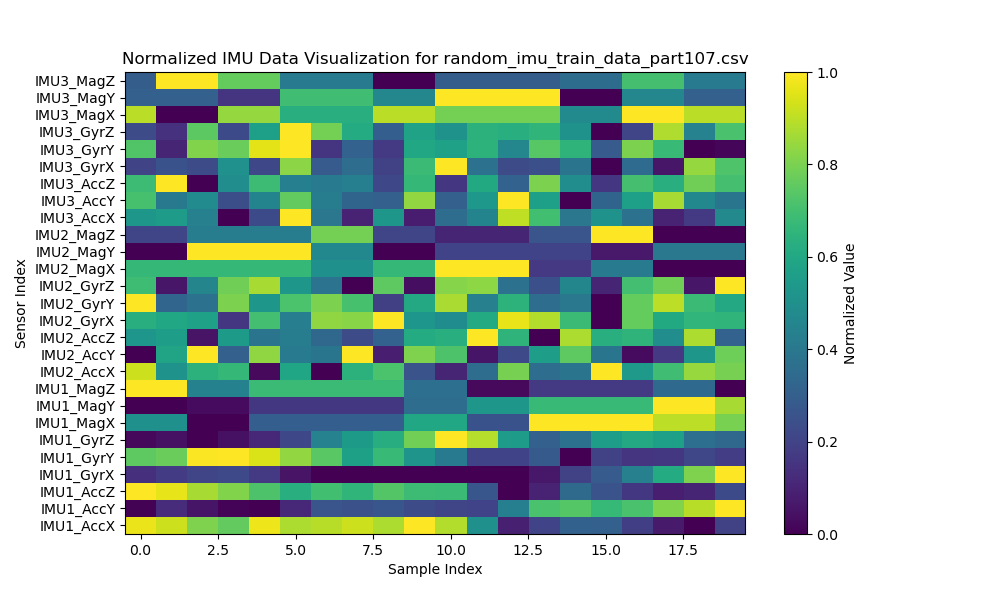 Normalized IMU Data Visualization for random_imu_train_data_part107.csv
IMU3_MagZ
IMU3_MagY
IMU3_MagX
IMU3_GyrZ
IMU3_GyrY
IMU3_GyrX
IMU3_AccZ
IMU3_AccY
IMU3_AccX
IMU2_MagZ
IMU2_MagY
IMU2_MagX
IMU2_GyrZ
IMU2_GyrY
IMU2_GyrX
IMU2_AccZ
IMU2_AccY
IMU2_AccX
IMU1_MagZ
IMU1_MagY
IMU1_MagX
IMU1_GyrZ
IMU1_GyrY
IMU1_GyrX
IMU1_AccZ
IMU1_AccY
IMU1_AccX
Sensor Index
0.0 2.5 5.0 7.5 10.0 12.5 15.0 17.5
Sample Index
1.0
0.8
0.6
0.4
0.2
0.0
Normalized Value